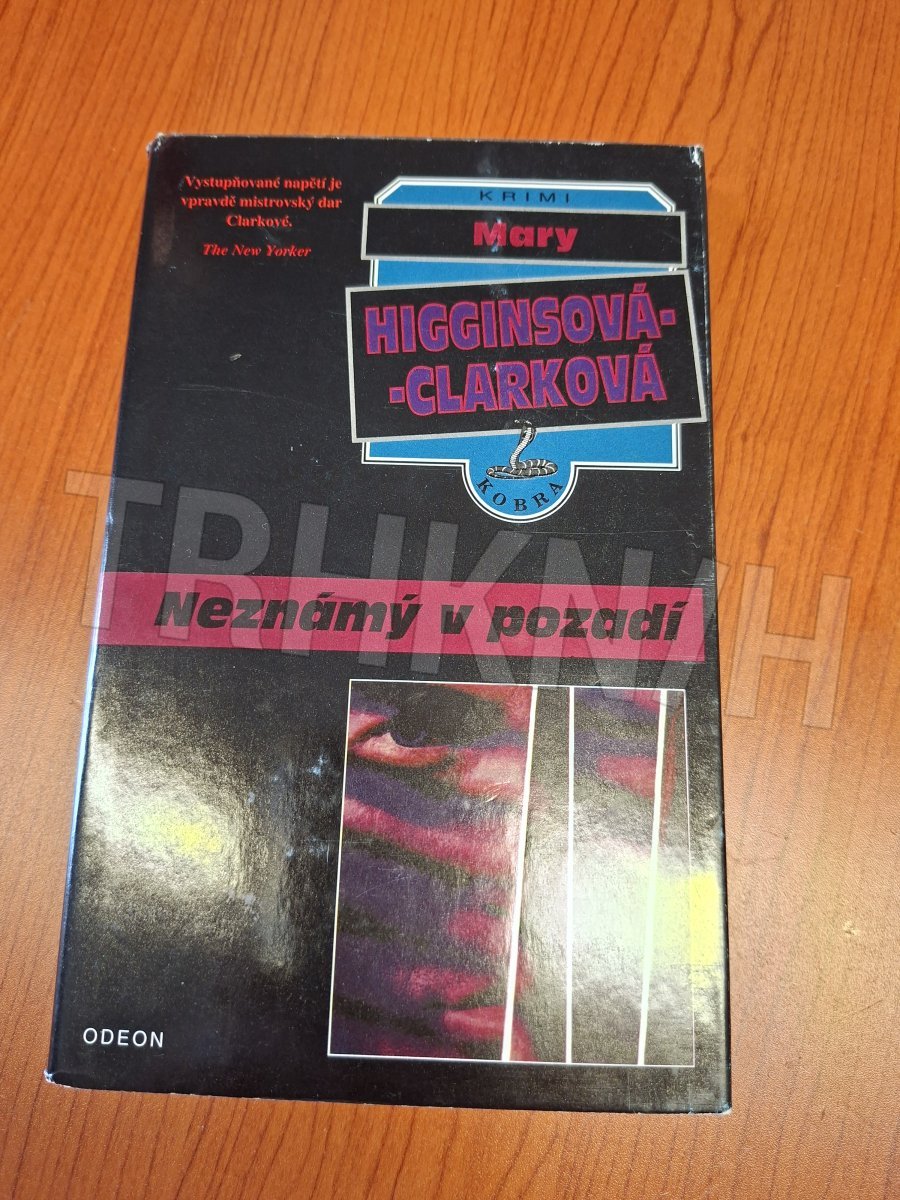 Vystupňované napětí je
vpravdě mistrovský dar
Clarkové.
The New Yorker
KRIMI
Mary
HIGGINSOVÁ-
-CLARKOVÁ
KOBRA
TRHKNIH
Neznámý v pozadí
ODEON